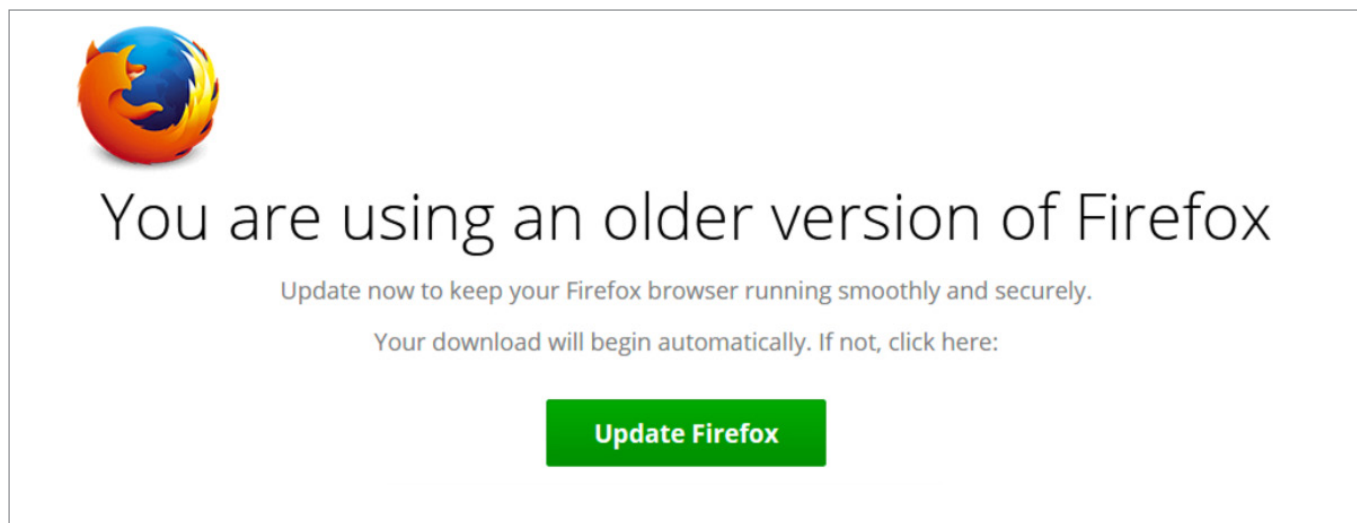 You are using an older version of Firefox
Update now to keep your Firefox browser running smoothly and securely.
Your download will begin automatically. If not, click here:
Update Firefox